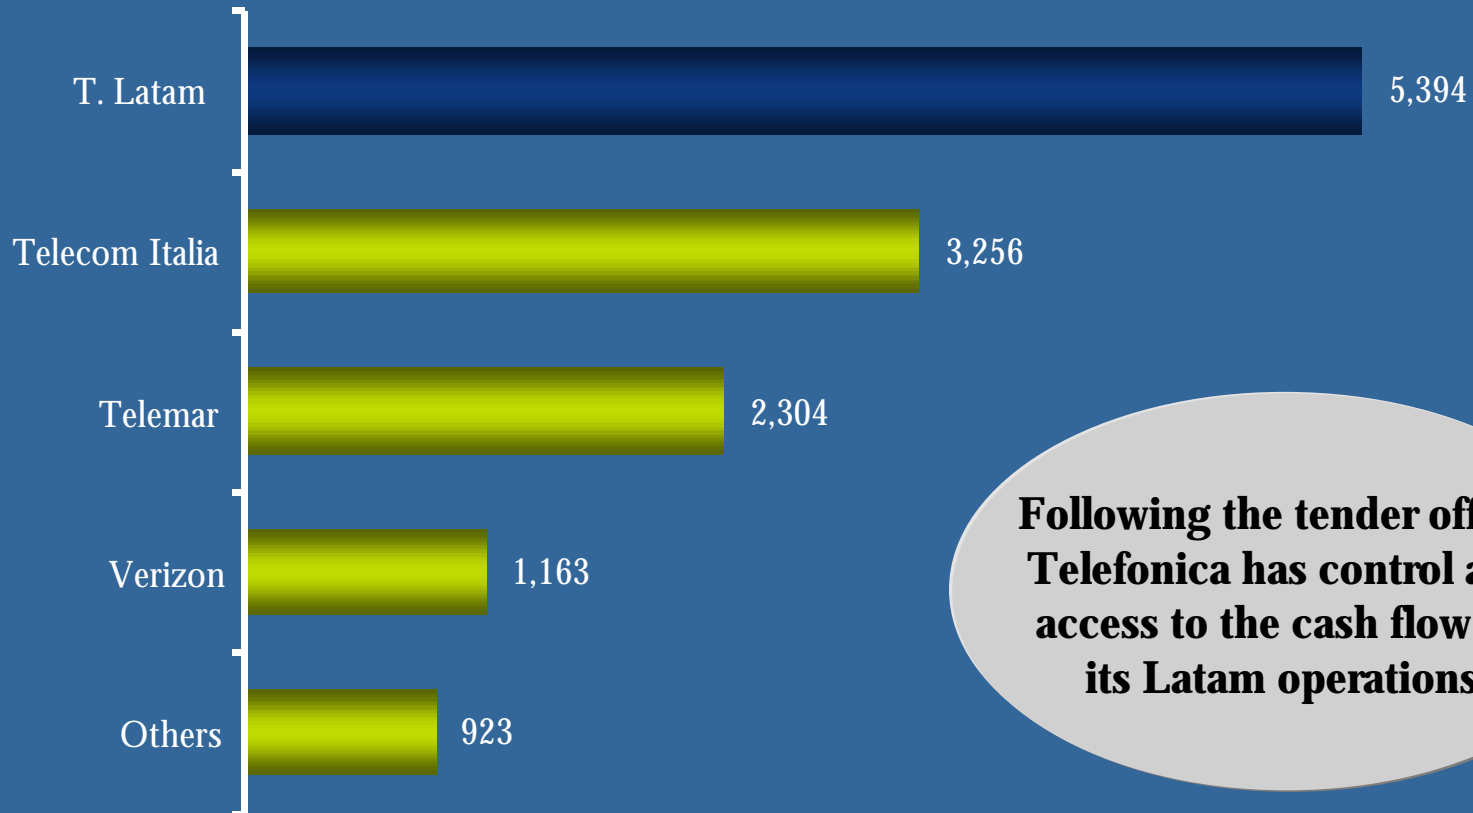 T. Latam 5,394
Telecom Italia 3,256
Telemar 2,304
Verizon 1,163
Others 923
Following the tender
Telefonica has control
access to the cash flow
its Latam operations